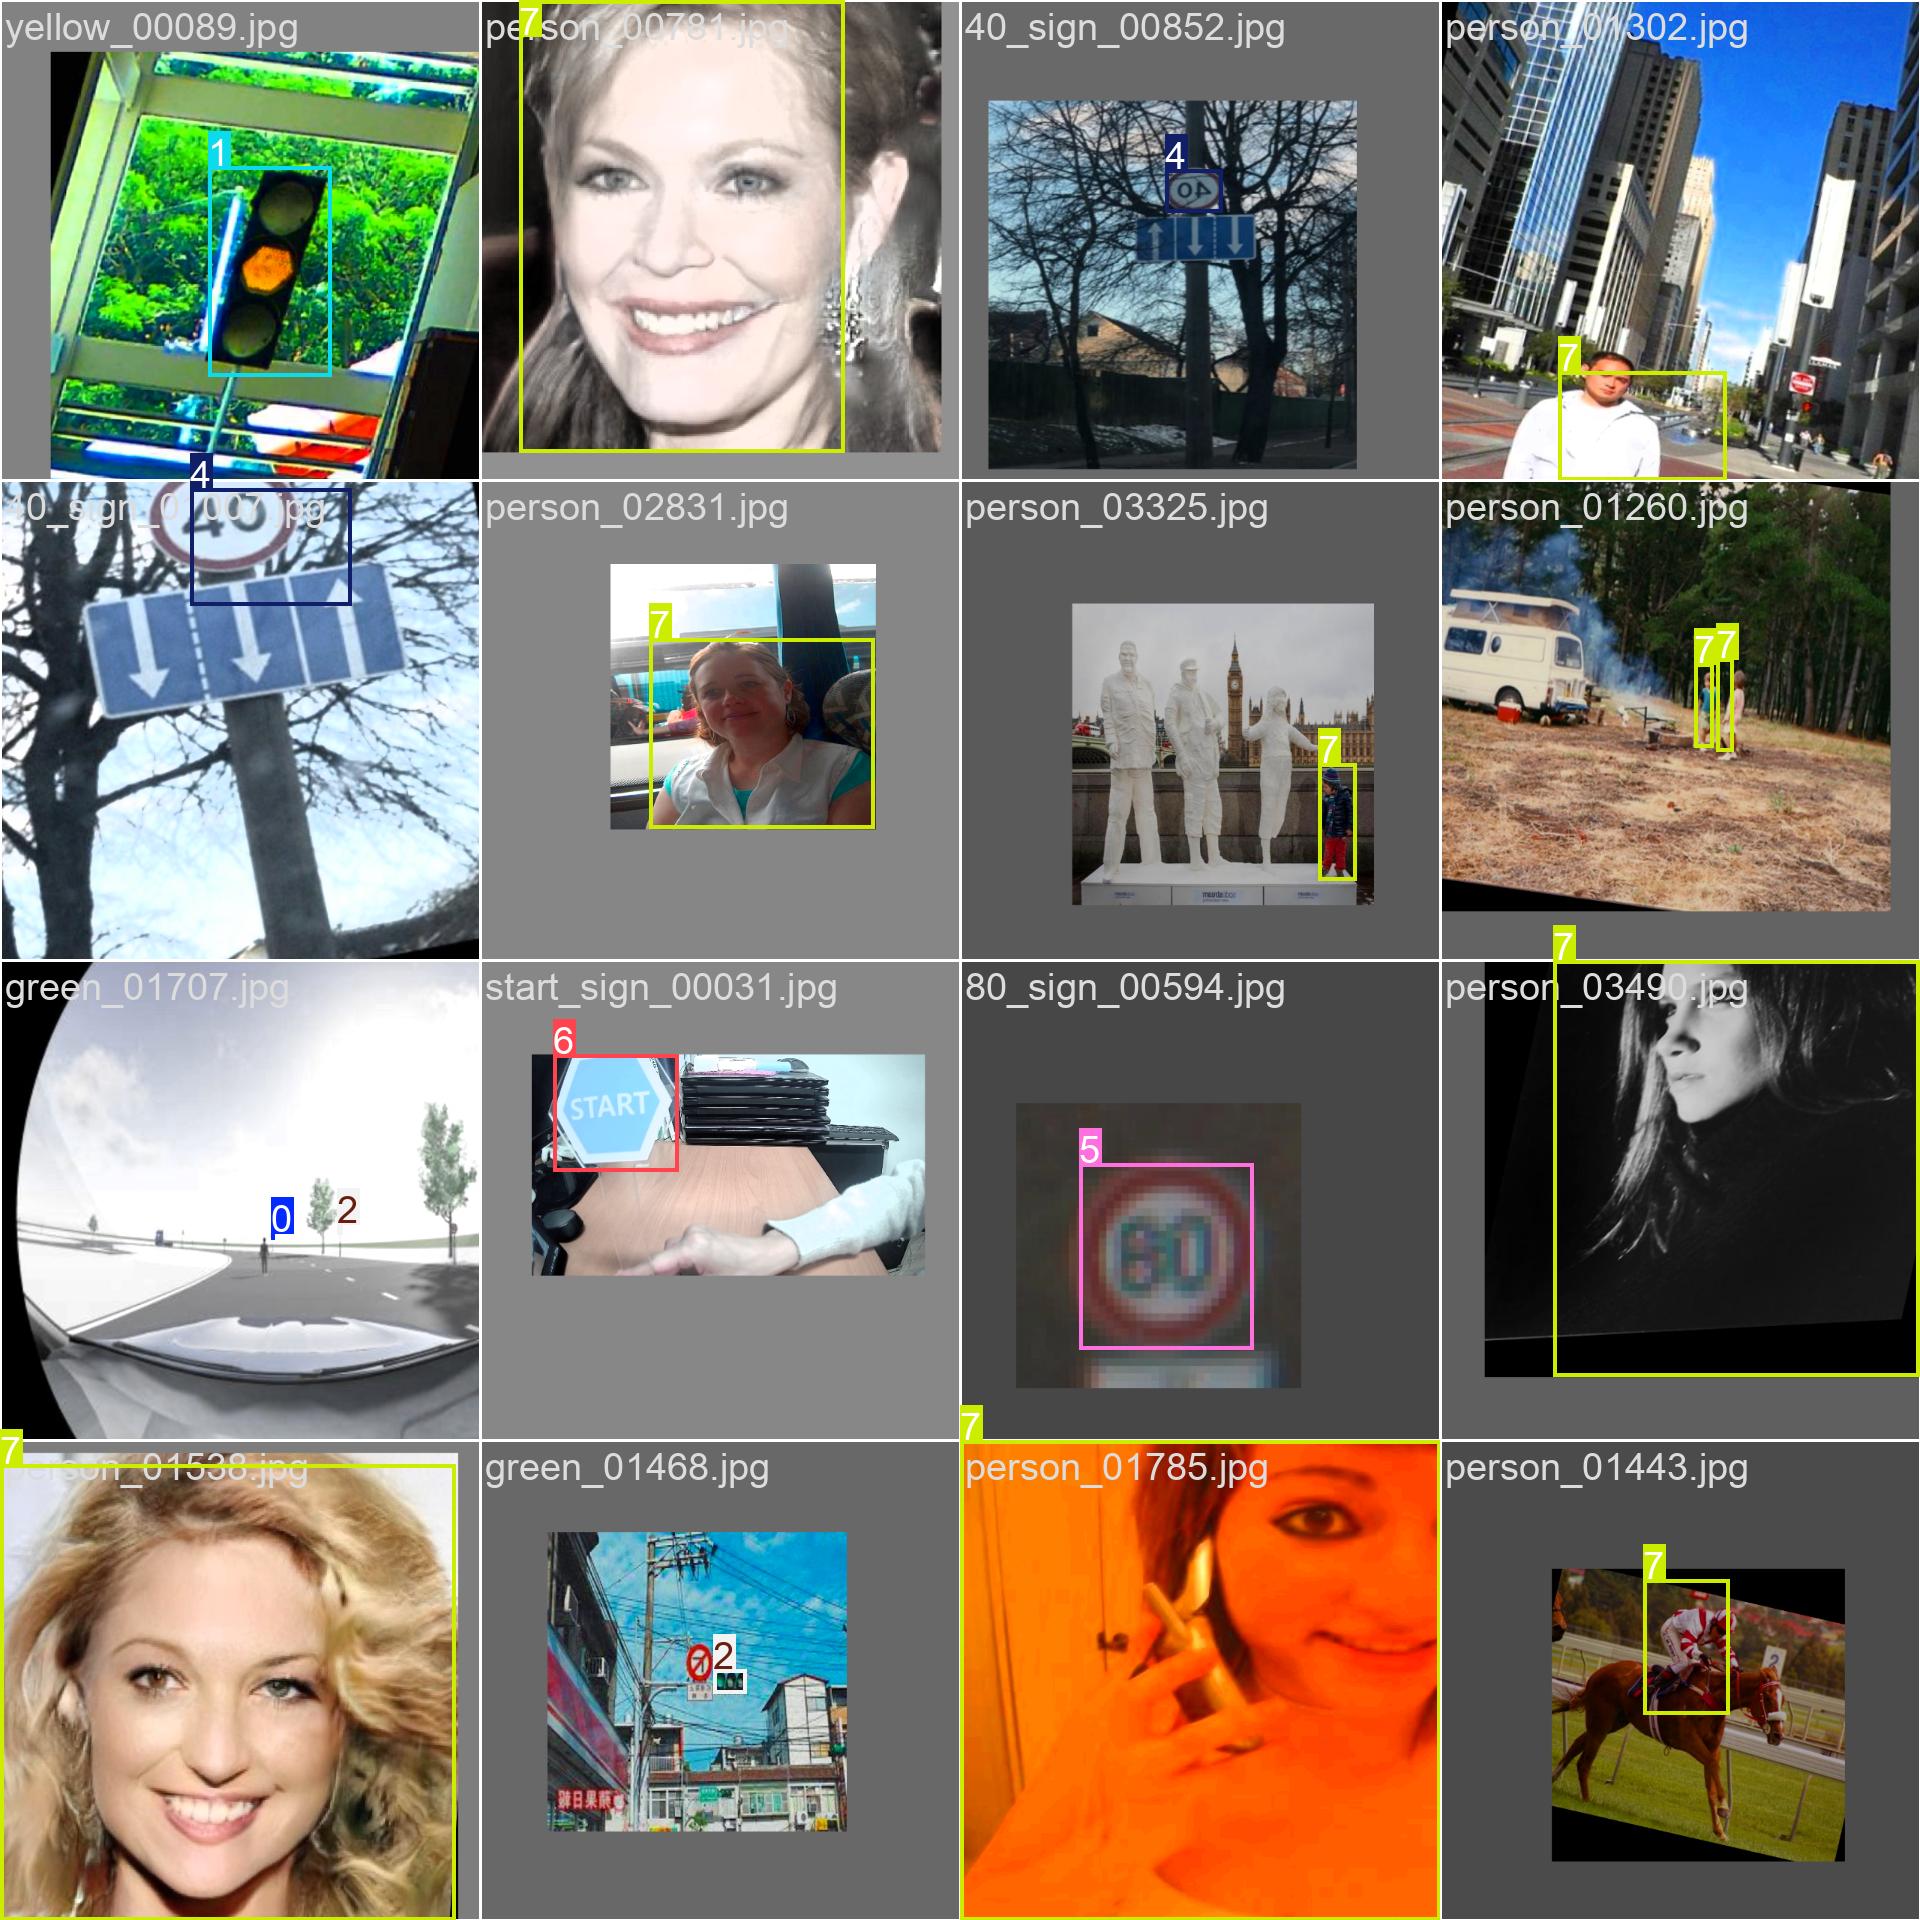 yellow_00089.jpg
7
person_00781.jpg
40_sign_00852.jpg
person_01302.jpg
1
4
40
7
4
40_sign_0 007.jpg
40
person_02831.jpg
person_03325.jpg
person_01260.jpg
7
7
7 7
7
green_01707.jpg
start_sign_00031.jpg
80_sign_00594.jpg
person_03490.jpg
0
2
6
START
5
80
7
7
person_01538.jpg
green_01468.jpg
person_01785.jpg
person_01443.jpg
2
7
2